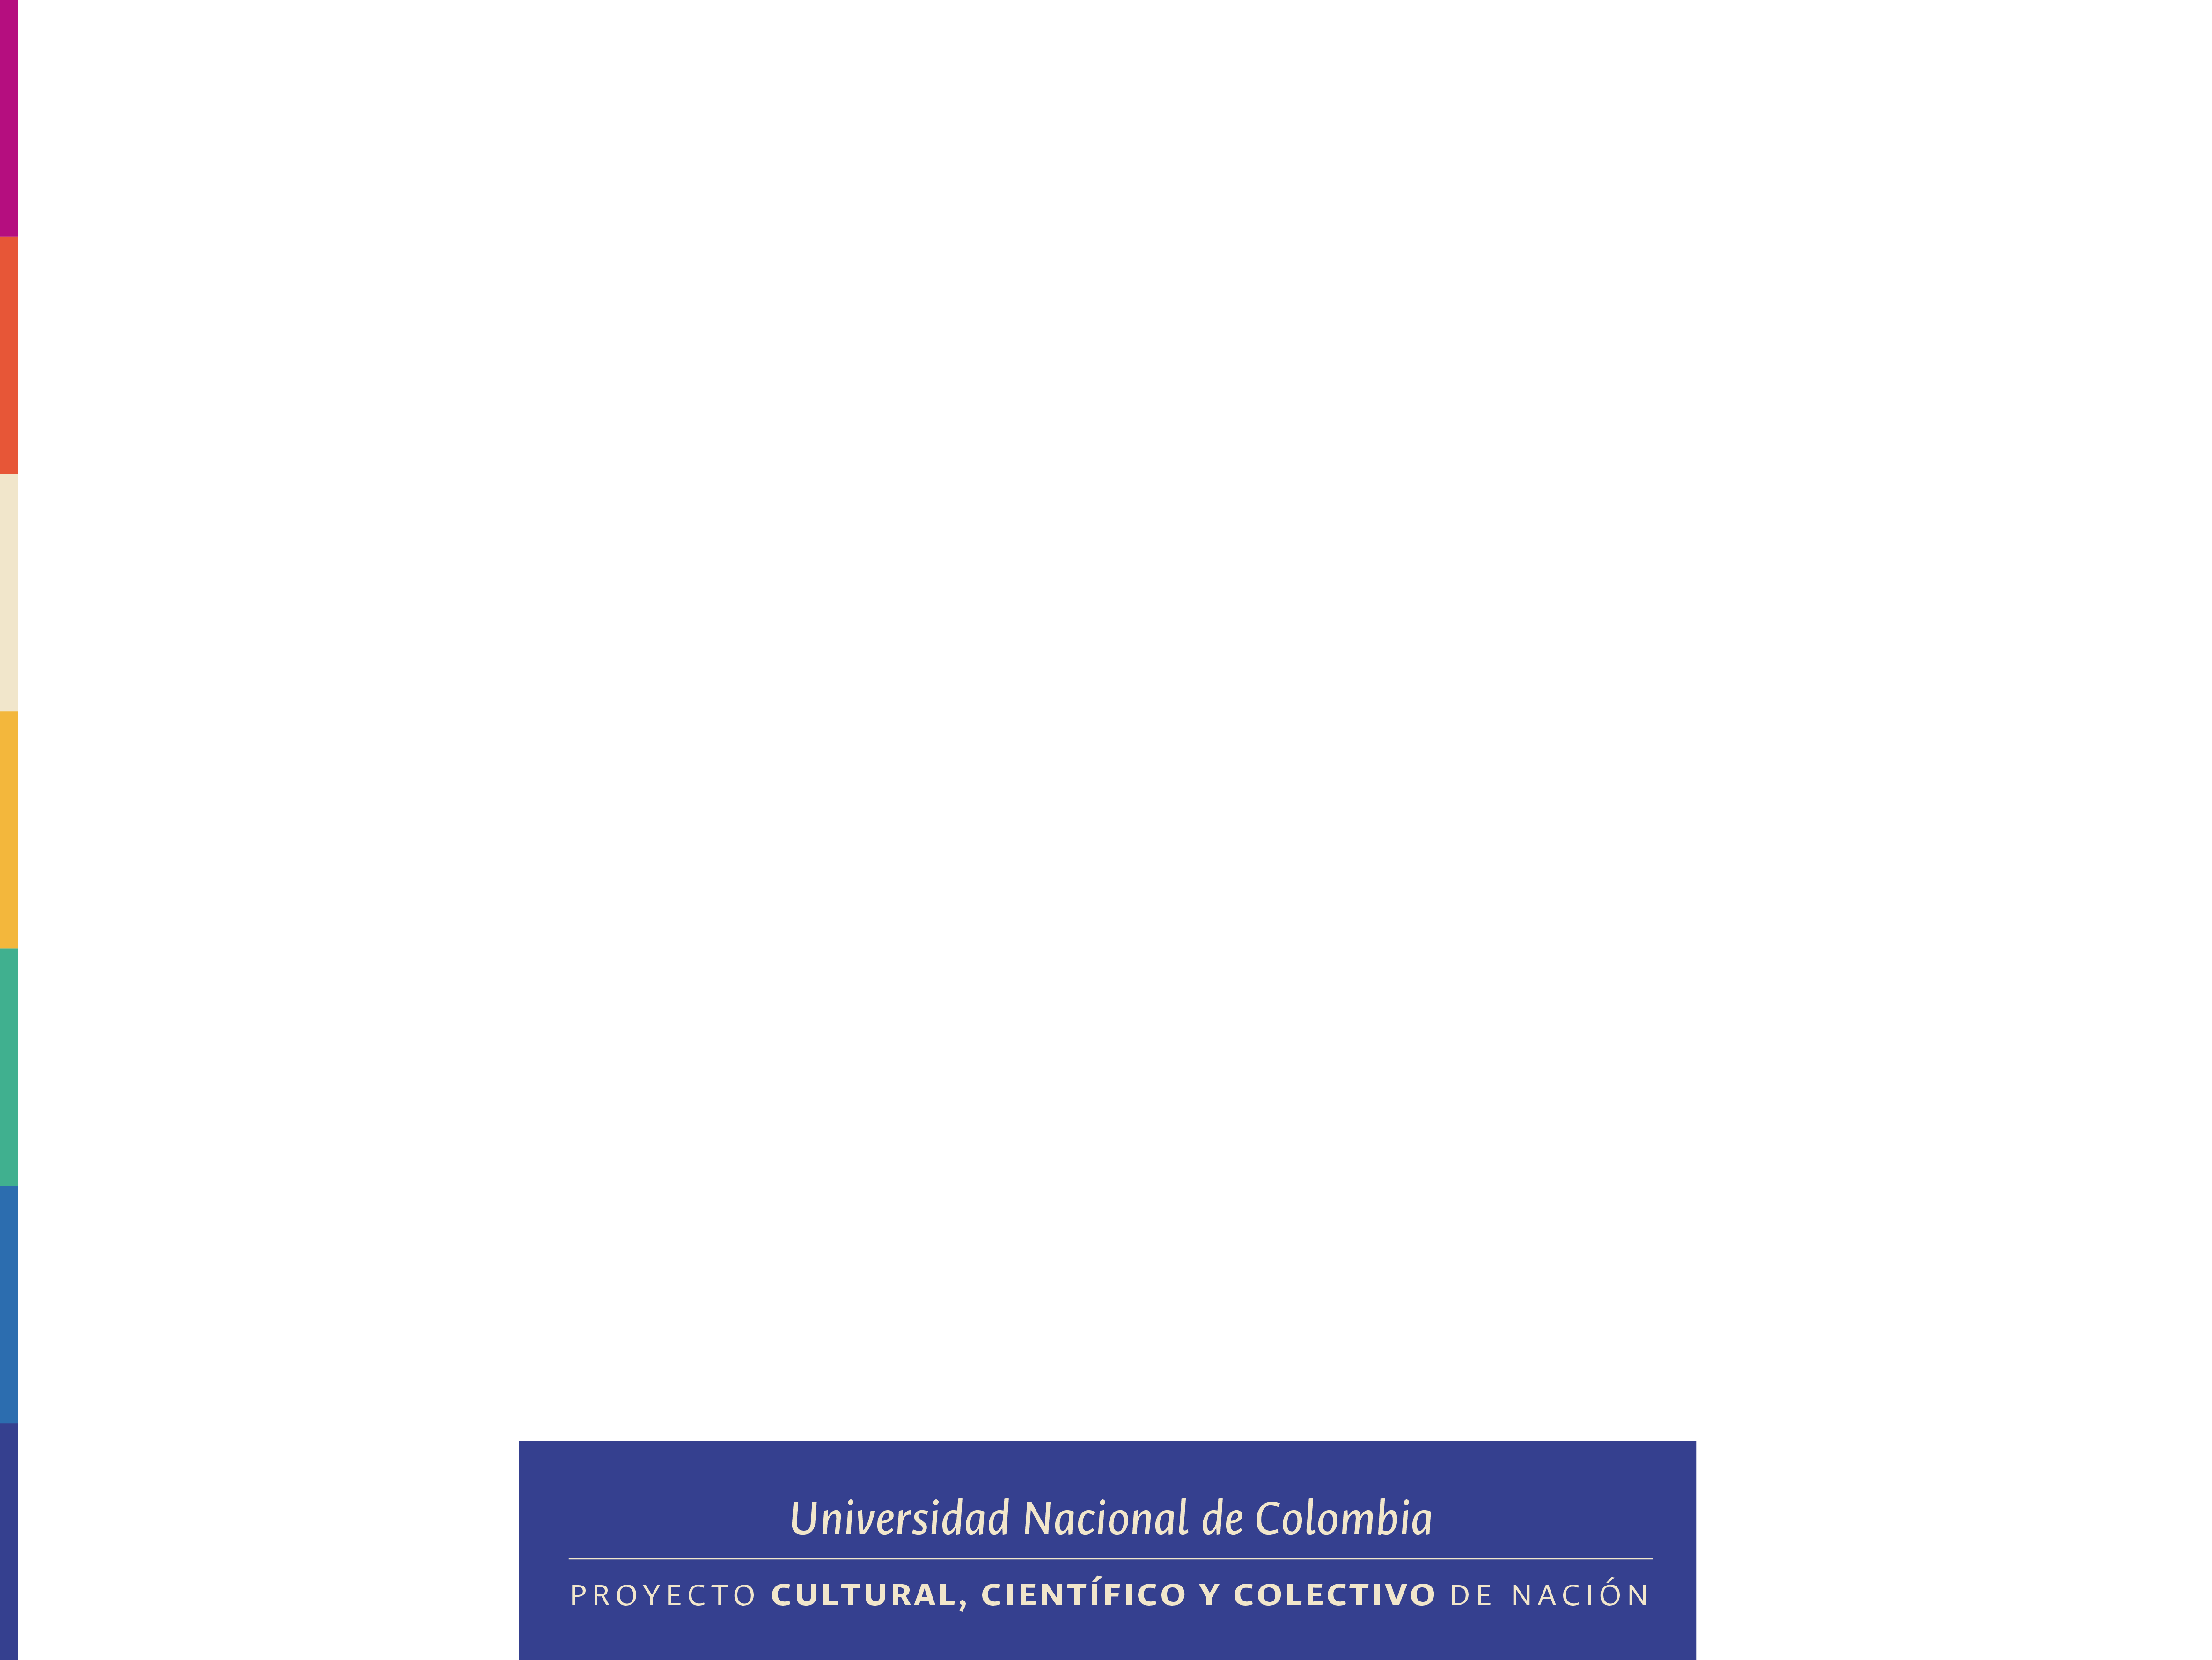 Universidad Nacional de Colombia
PROYECTO CULTURAL, CIENTÍFICO Y COLECTIVO DE NACIÓN